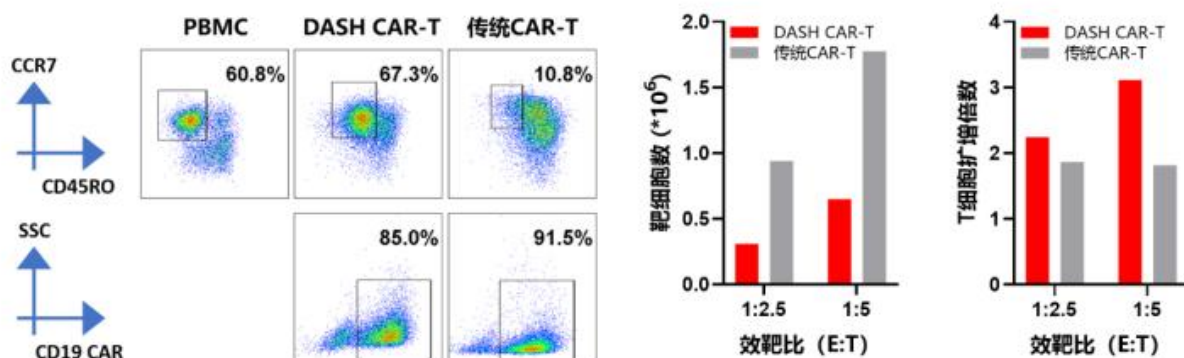 PBMC
DASH CAR-T
传统CAR-T
CCR7
CD45RO
60.8%
67.3%
10.8%
SSC
CD19 CAR
85.0%
91.5%
靶细胞数 (*10⁶)
2.0
1.5
1.0
0.5
0.0
DASH CAR-T
传统CAR-T
1:2.5
1:5
效靶比（E:T）
T细胞扩增倍数
4
3
2
1
0
DASH CAR-T
传统CAR-T
1:2.5
1:5
效靶比（E:T）